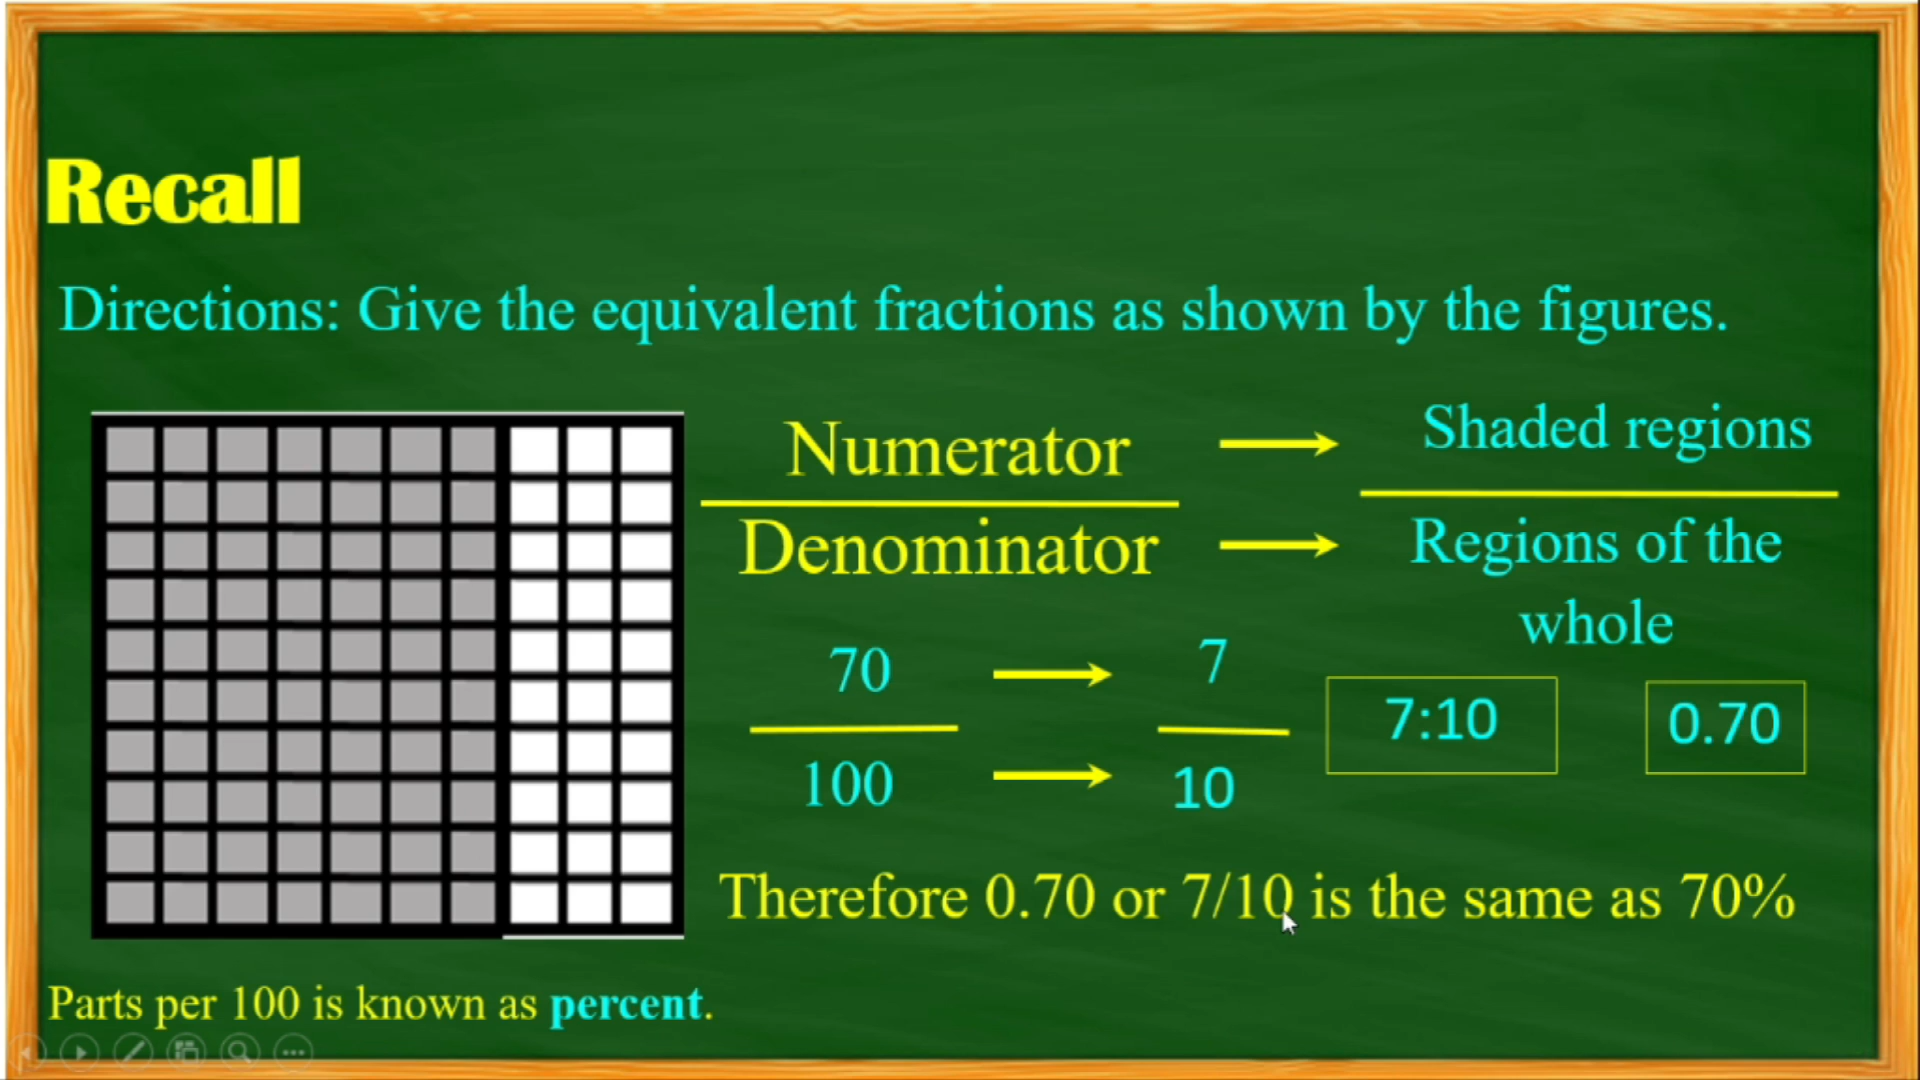 Recall
Directions: Give the equivalent fractions as shown by the figures.
Numerator
Denominator
Shaded regions
Regions of the
whole
70
100
7
10
7:10
0.70
Therefore 0.70 or 7/10 is the same as 70%
Parts per 100 is known as percent.